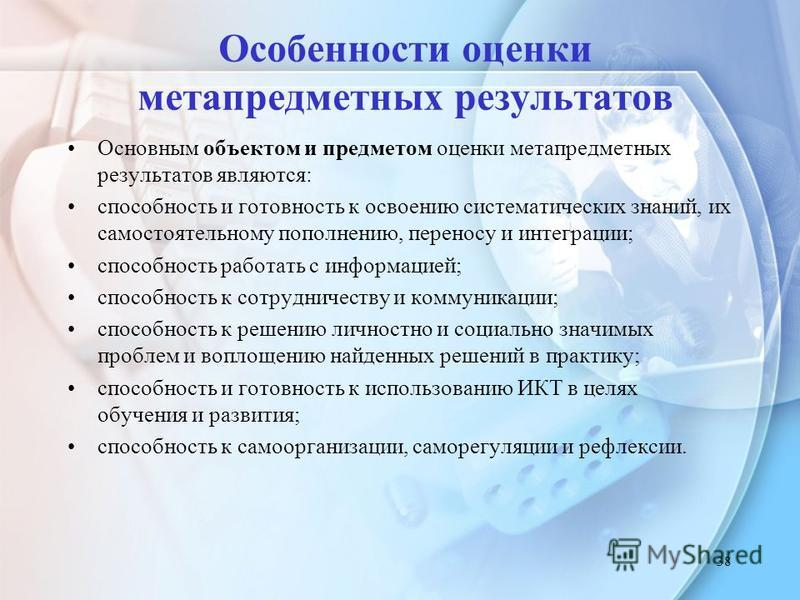 Особенности оценки
метапредметных результатов
• Основным объектом и предметом оценки метапредметных
результатов являются:
• способность и готовность к освоению систематических знаний, их
самостоятельному пополнению, переносу и интеграции;
• способность работать с информацией;
• способность к сотрудничеству и коммуникации;
• способность к решению личностно и социально значимых
проблем и воплощению найденных решений в практику;
• способность и готовность к использованию ИКТ в целях
обучения и развития;
• способность к самоорганизации, саморегуляции и рефлексии.
MyShared
38